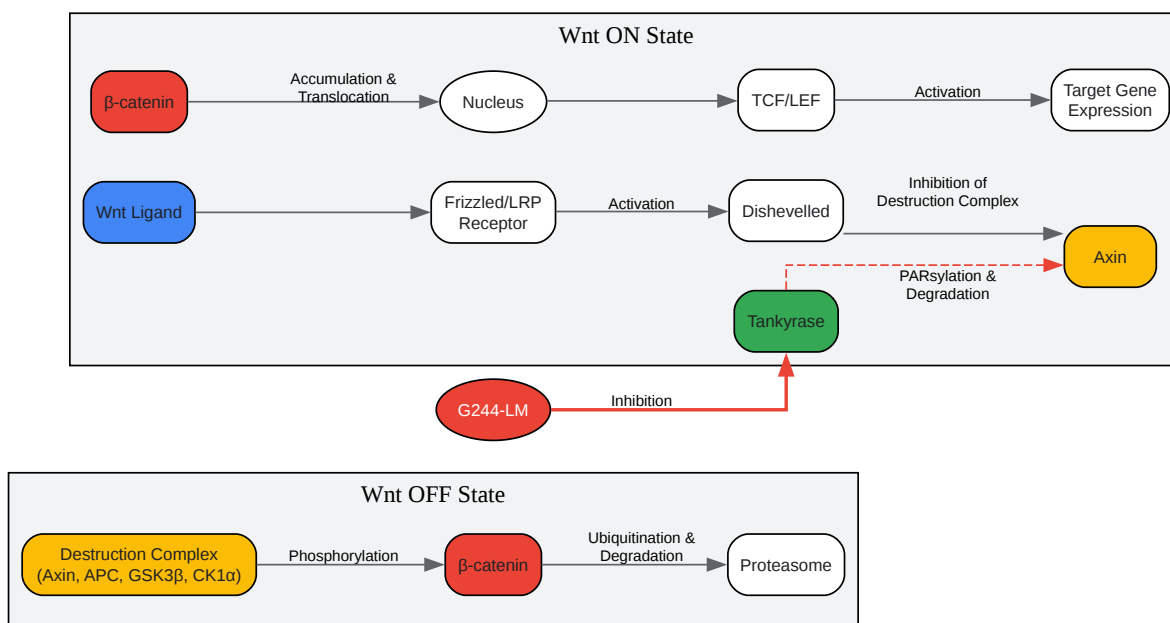 Wnt ON State
β-catenin
Accumulation &
Translocation
Nucleus
TCF/LEF
Activation
Target Gene
Expression
Wnt Ligand
Frizzled/LRP
Receptor
Activation
Dishevelled
Inhibition of
Destruction Complex
Axin
PARsylation &
Degradation
Tankyrase
G244-LM
Inhibition
Wnt OFF State
Destruction Complex
(Axin, APC, GSK3β, CK1α)
Phosphorylation
β-catenin
Ubiquitination &
Degradation
Proteasome